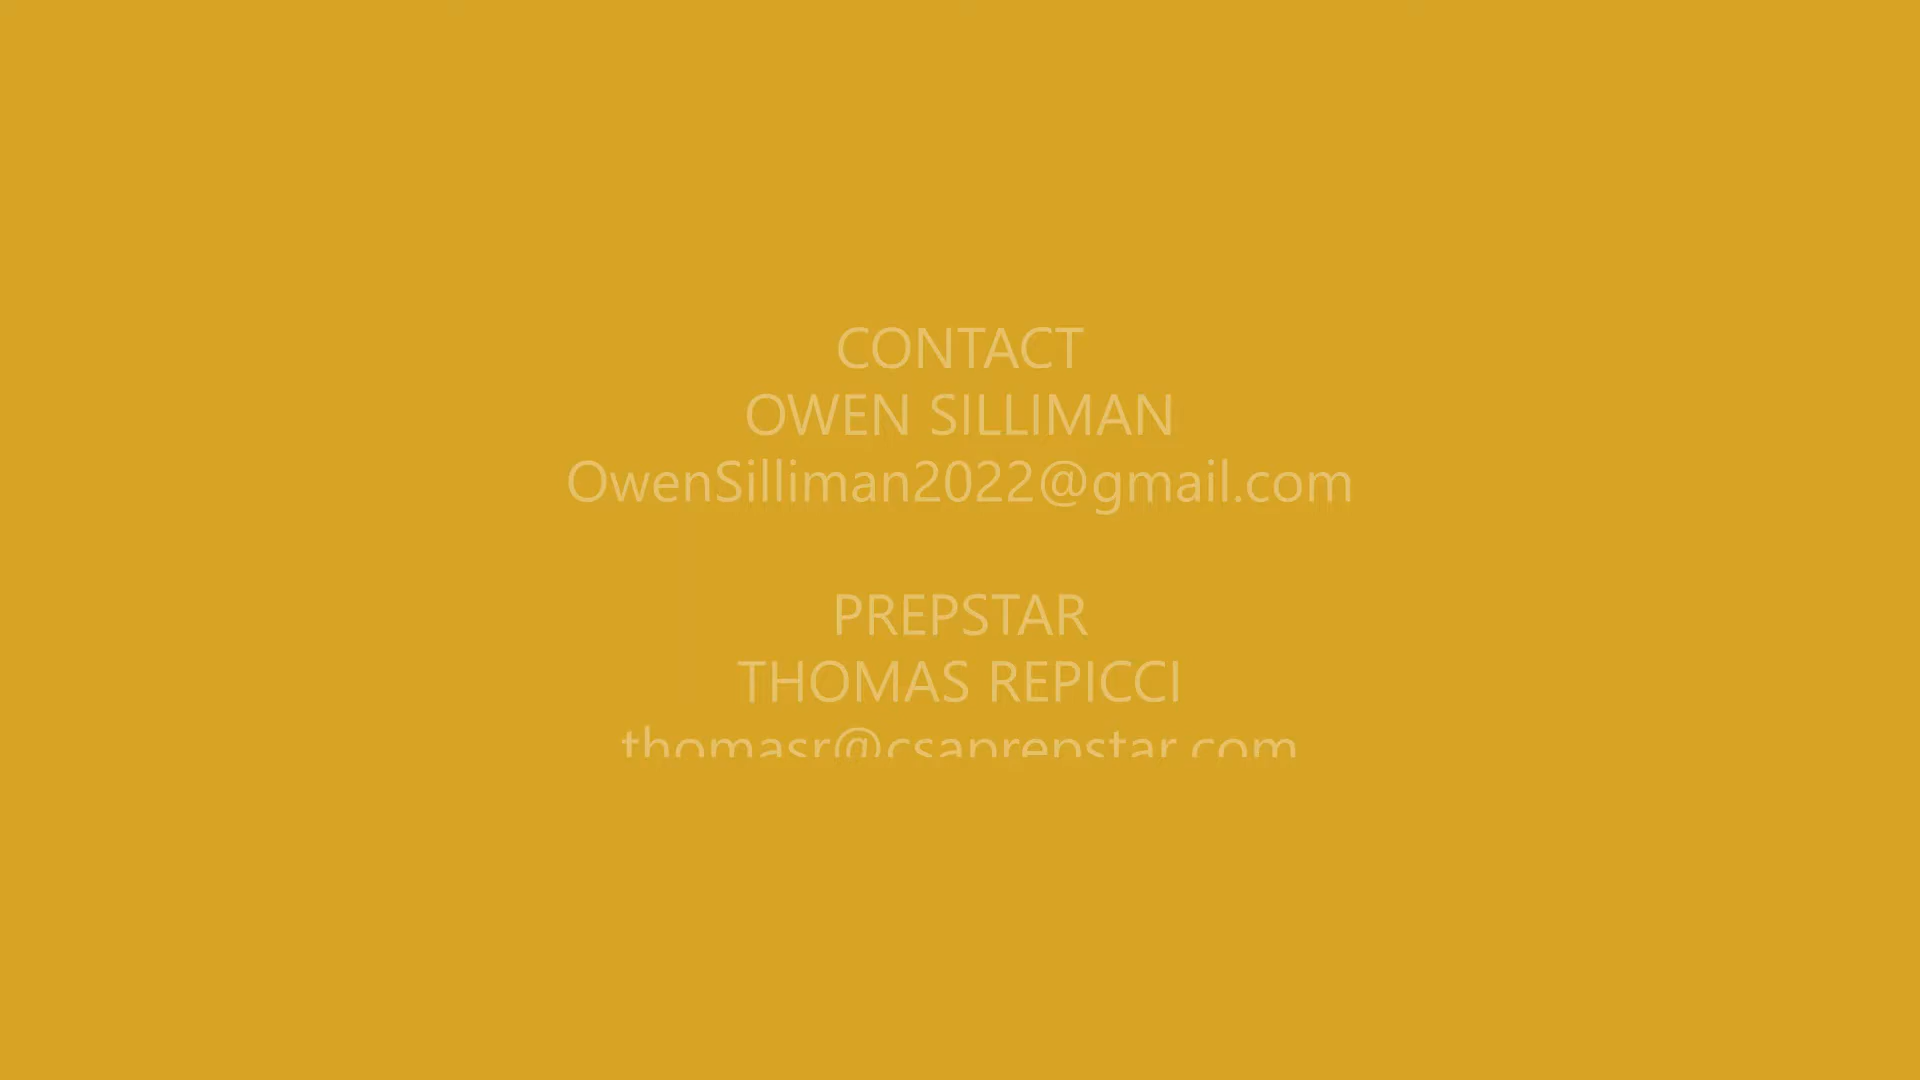 CONTACT
OWEN SILLIMAN
OwenSilliman2022@gmail.com
PREPSTAR
THOMAS REPICCI
thomasr@csaprepstar.com